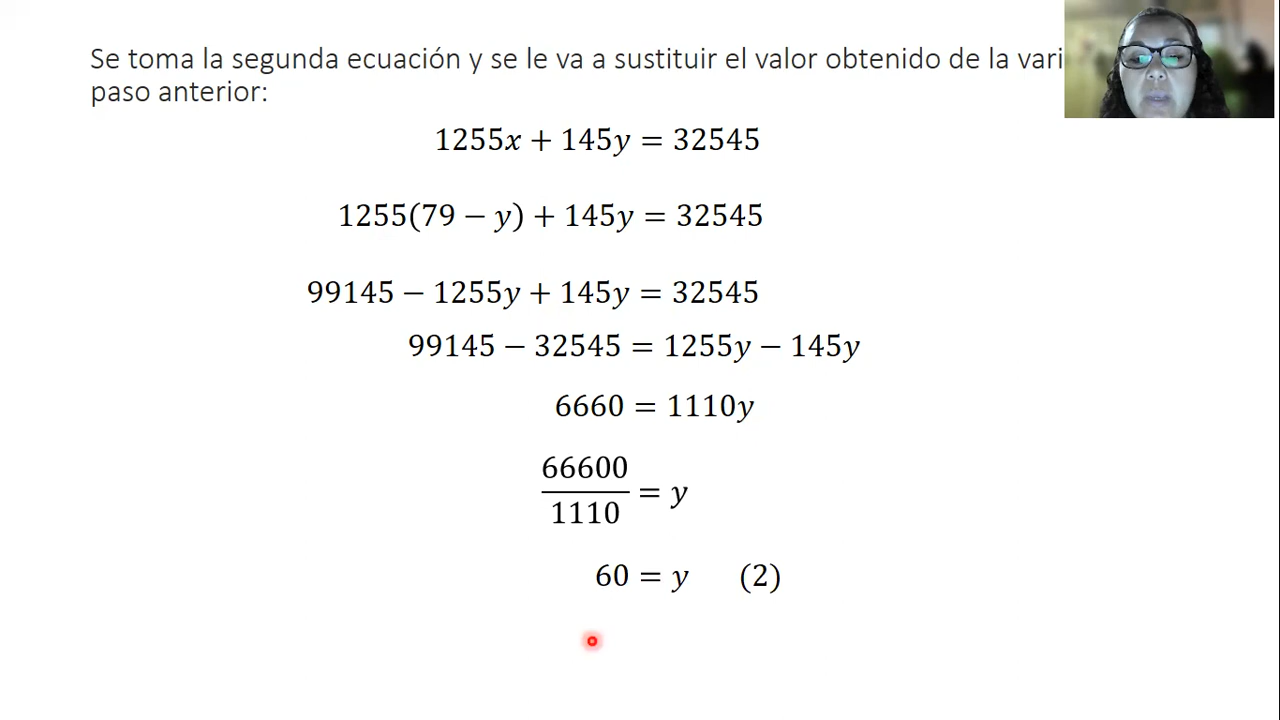 Se toma la segunda ecuación y se le va a sustituir el valor obtenido de la
paso anterior:
1255x + 145y = 32545
1255(79 − y) + 145y = 32545
99145 − 1255y + 145y = 32545
99145 − 32545 = 1255y − 145y
6660 = 1110y
66600
1110
= y
60 = y (2)